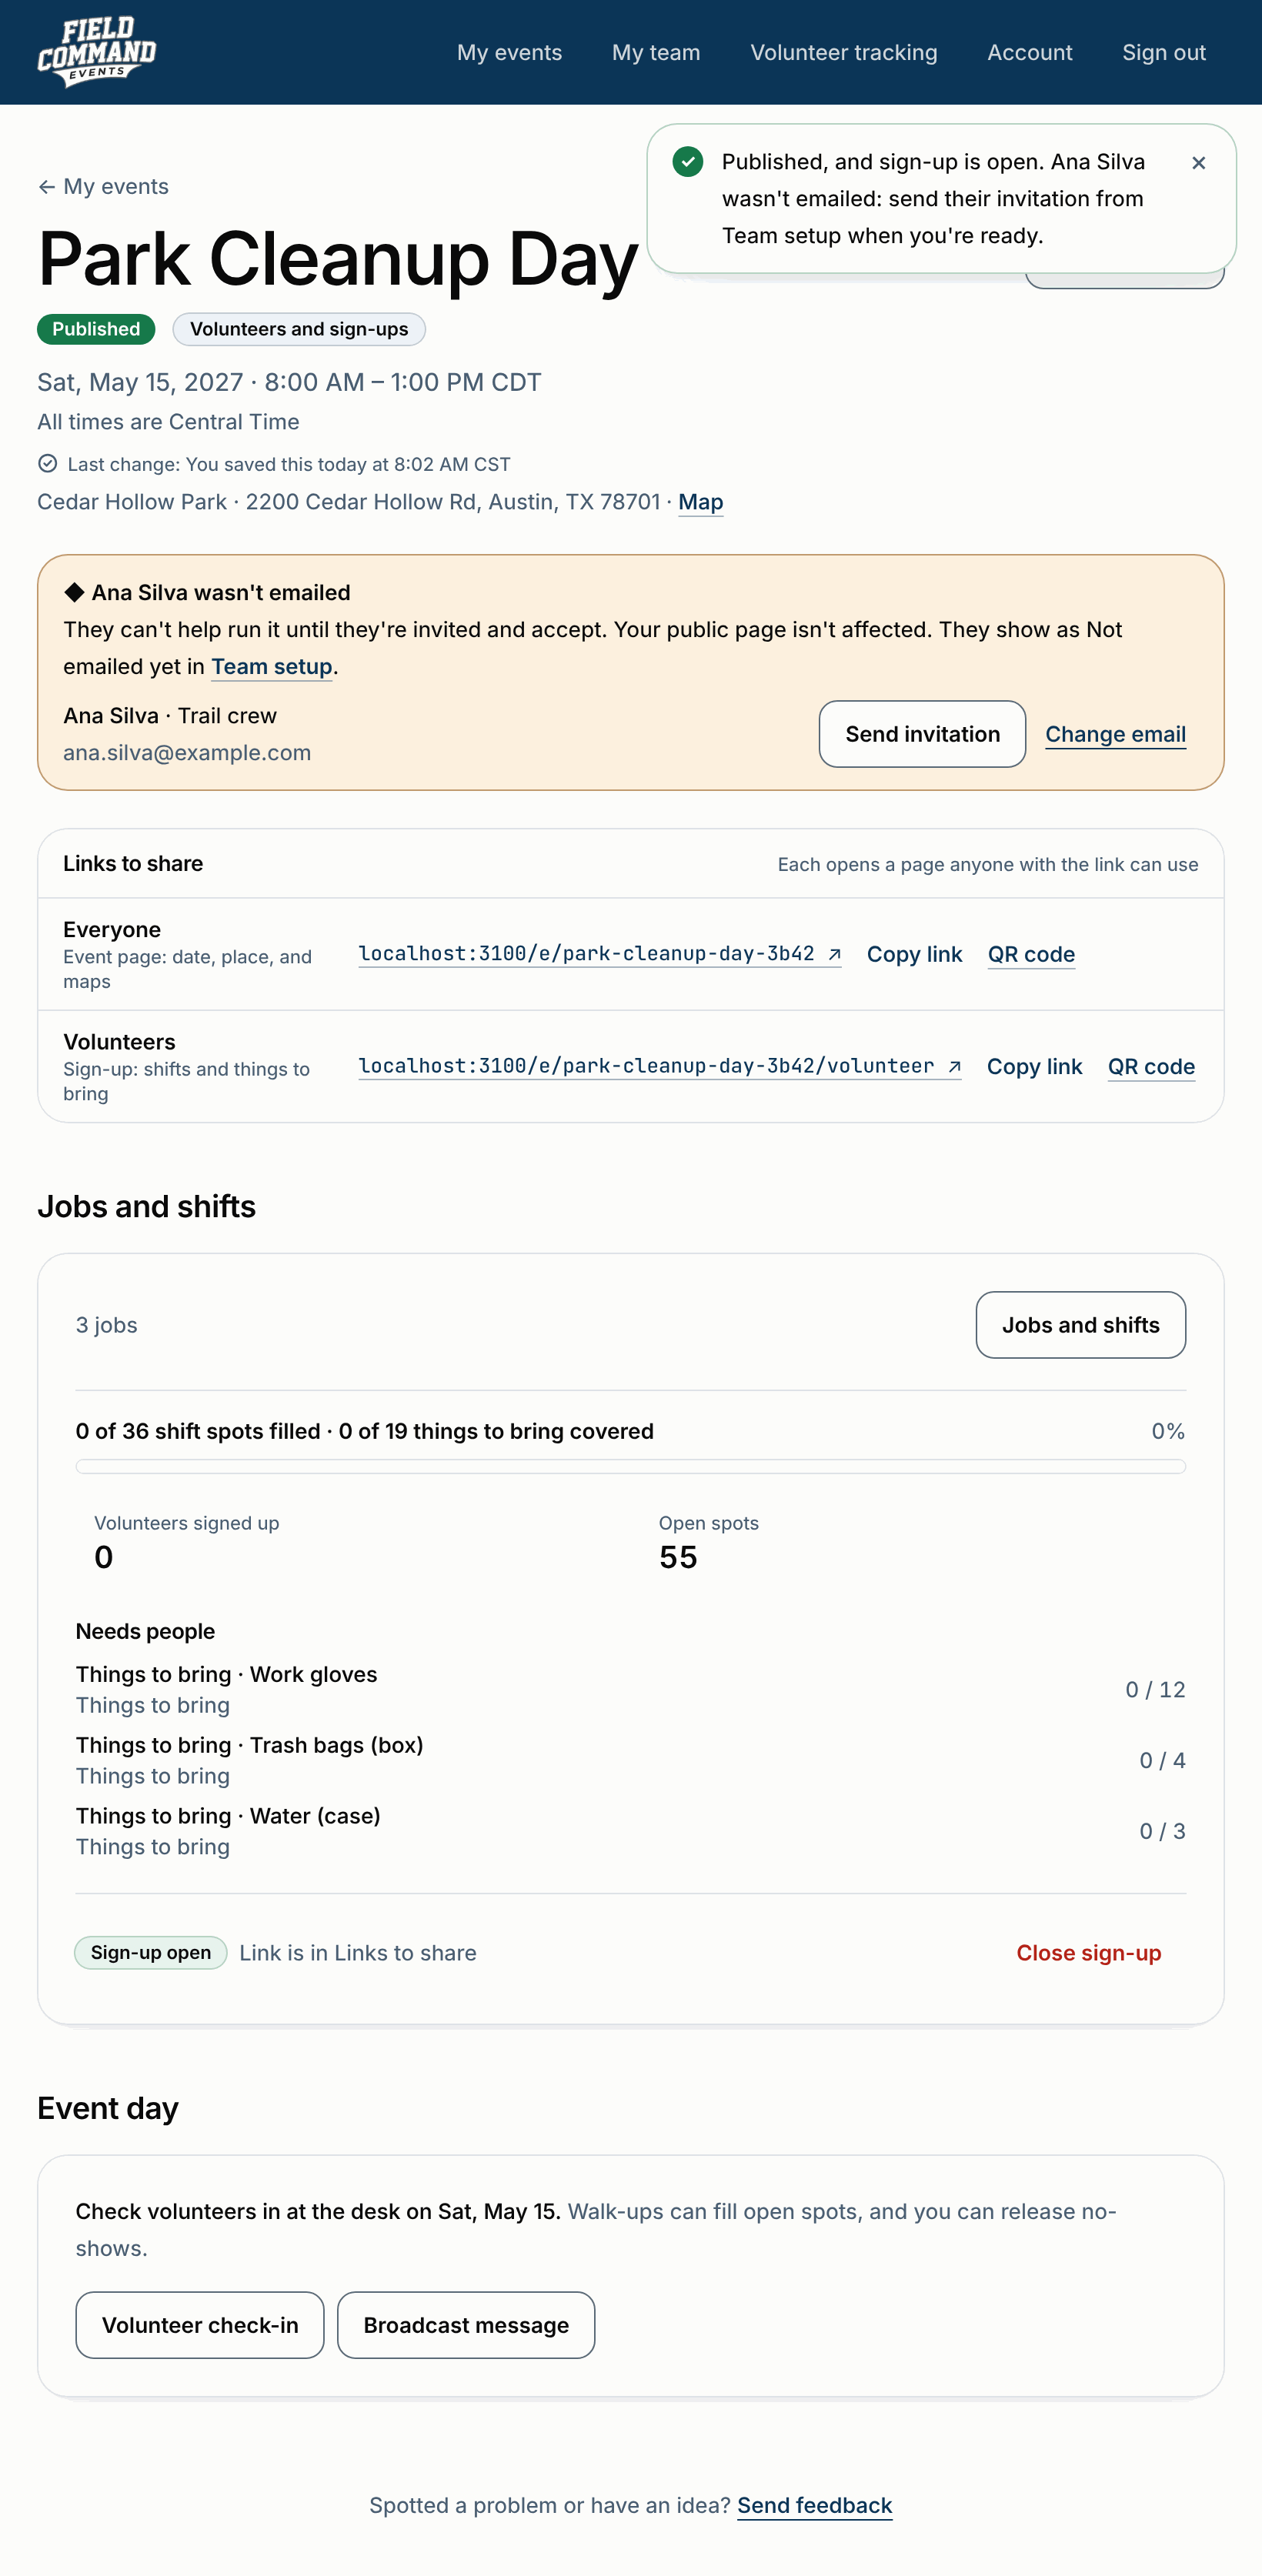 FIELD
COMMAND
EVENTS
My events
My team
Volunteer tracking
Account
Sign out
Published, and sign-up is open. Ana Silva
wasn't emailed: send their invitation from
Team setup when you're ready.
×
← My events
Park Cleanup Day
Published
Volunteers and sign-ups
Sat, May 15, 2027 · 8:00 AM – 1:00 PM CDT
All times are Central Time
Last change: You saved this today at 8:02 AM CST
Cedar Hollow Park · 2200 Cedar Hollow Rd, Austin, TX 78701 · Map
◆ Ana Silva wasn't emailed
They can't help run it until they're invited and accept. Your public page isn't affected. They show as Not
emailed yet in Team setup.
Ana Silva · Trail crew
ana.silva@example.com
Send invitation
Change email
Links to share
Each opens a page anyone with the link can use
Everyone
Event page: date, place, and
maps
localhost:3100/e/park-cleanup-day-3b42 ↗
Copy link
QR code
Volunteers
Sign-up: shifts and things to
bring
localhost:3100/e/park-cleanup-day-3b42/volunteer ↗
Copy link
QR code
Jobs and shifts
3 jobs
Jobs and shifts
0 of 36 shift spots filled · 0 of 19 things to bring covered
0%
Volunteers signed up
0
Open spots
55
Needs people
Things to bring · Work gloves
Things to bring
0 / 12
Things to bring · Trash bags (box)
Things to bring
0 / 4
Things to bring · Water (case)
Things to bring
0 / 3
Sign-up open
Link is in Links to share
Close sign-up
Event day
Check volunteers in at the desk on Sat, May 15. Walk-ups can fill open spots, and you can release no-
shows.
Volunteer check-in
Broadcast message
Spotted a problem or have an idea? Send feedback